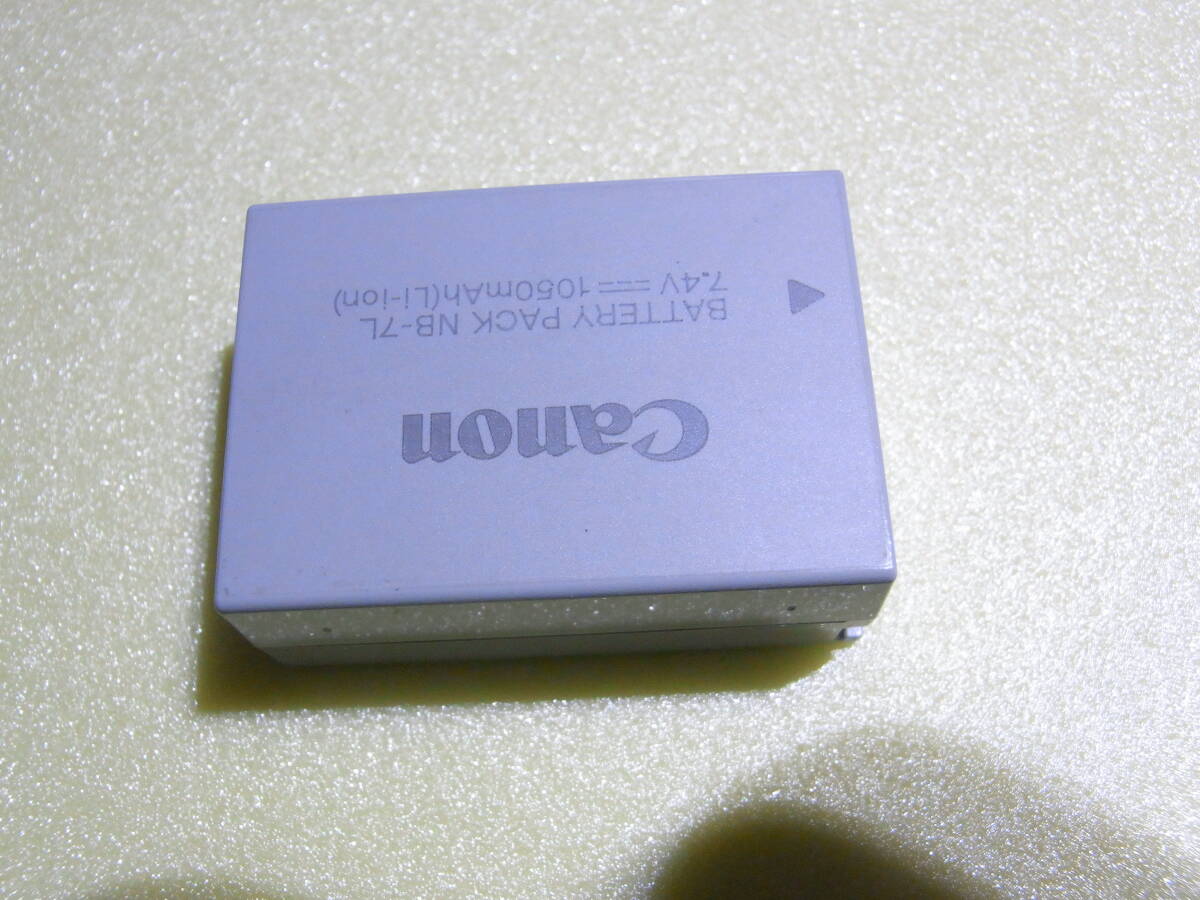 Canon
BATTERY PACK NB-7L
7.4V ⎓ 1050mAh(Li-ion)